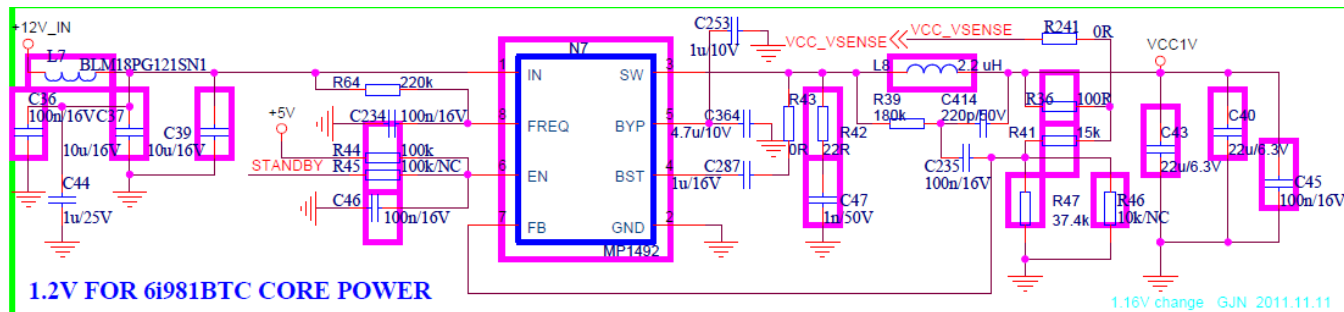 +12V_IN
L7
BLM18PG121SN1
C36
100n/16V
C37
10u/16V
C39
10u/16V
C44
1u/25V
R64
220k
C234
100n/16V
+5V
R44
100k
STANDBY
R45
100k/NC
C46
100n/16V
N7
1
IN
SW
3
8
FREQ
BYP
5
6
EN
BST
4
7
FB
GND
2
MP1492
C253
1u/10V
C364
4.7u/10V
C287
1u/16V
R43
0R
R42
22R
C47
1n/50V
VCC_VSENSE
VCC_VSENSE
R241
0R
L8
2.2 uH
R39
180k
C414
220p/50V
C235
100n/16V
R36
100R
R41
15k
R47
37.4k
R46
10k/NC
VCC1V
C43
22u/6.3V
C40
22u/6.3V
C45
100n/16V
1.2V FOR 6i981BTC CORE POWER
1.16V change GJN 2011.11.11